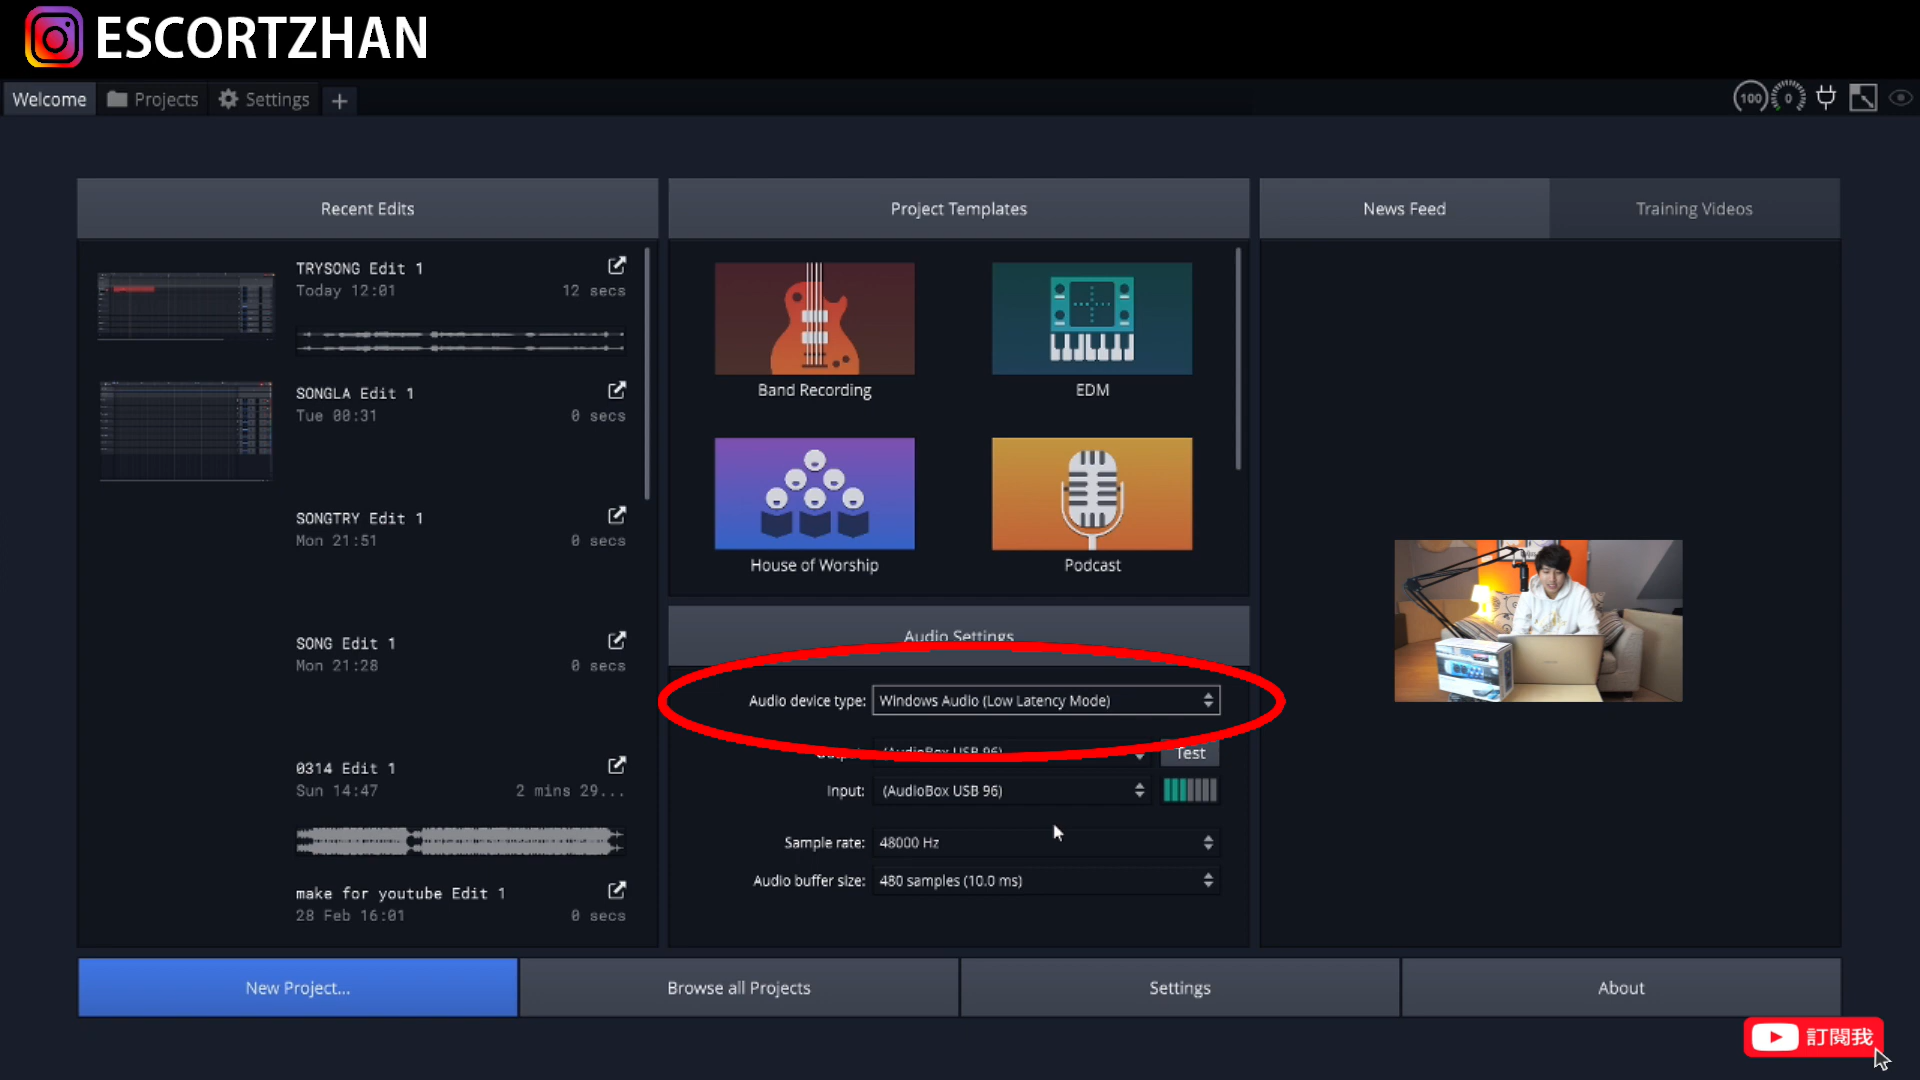 ESCORTZHAN
Welcome
Projects
Settings
100
0
Recent Edits
TRYSONG Edit 1
Today 12:01
12 secs
SONGLA Edit 1
Tue 00:31
0 secs
SONGTRY Edit 1
Mon 21:51
0 secs
SONG Edit 1
Mon 21:28
0 secs
0314 Edit 1
Sun 14:47
2 mins 29...
make for youtube Edit 1
28 Feb 16:01
0 secs
Project Templates
Band Recording
EDM
House of Worship
Podcast
Audio Settings
Audio device type: Windows Audio (Low Latency Mode)
(AudioBox USB 96)
Test
Input: (AudioBox USB 96)
Sample rate: 48000 Hz
Audio buffer size: 480 samples (10.0 ms)
News Feed
Training Videos
New Project...
Browse all Projects
Settings
About
訂閱我